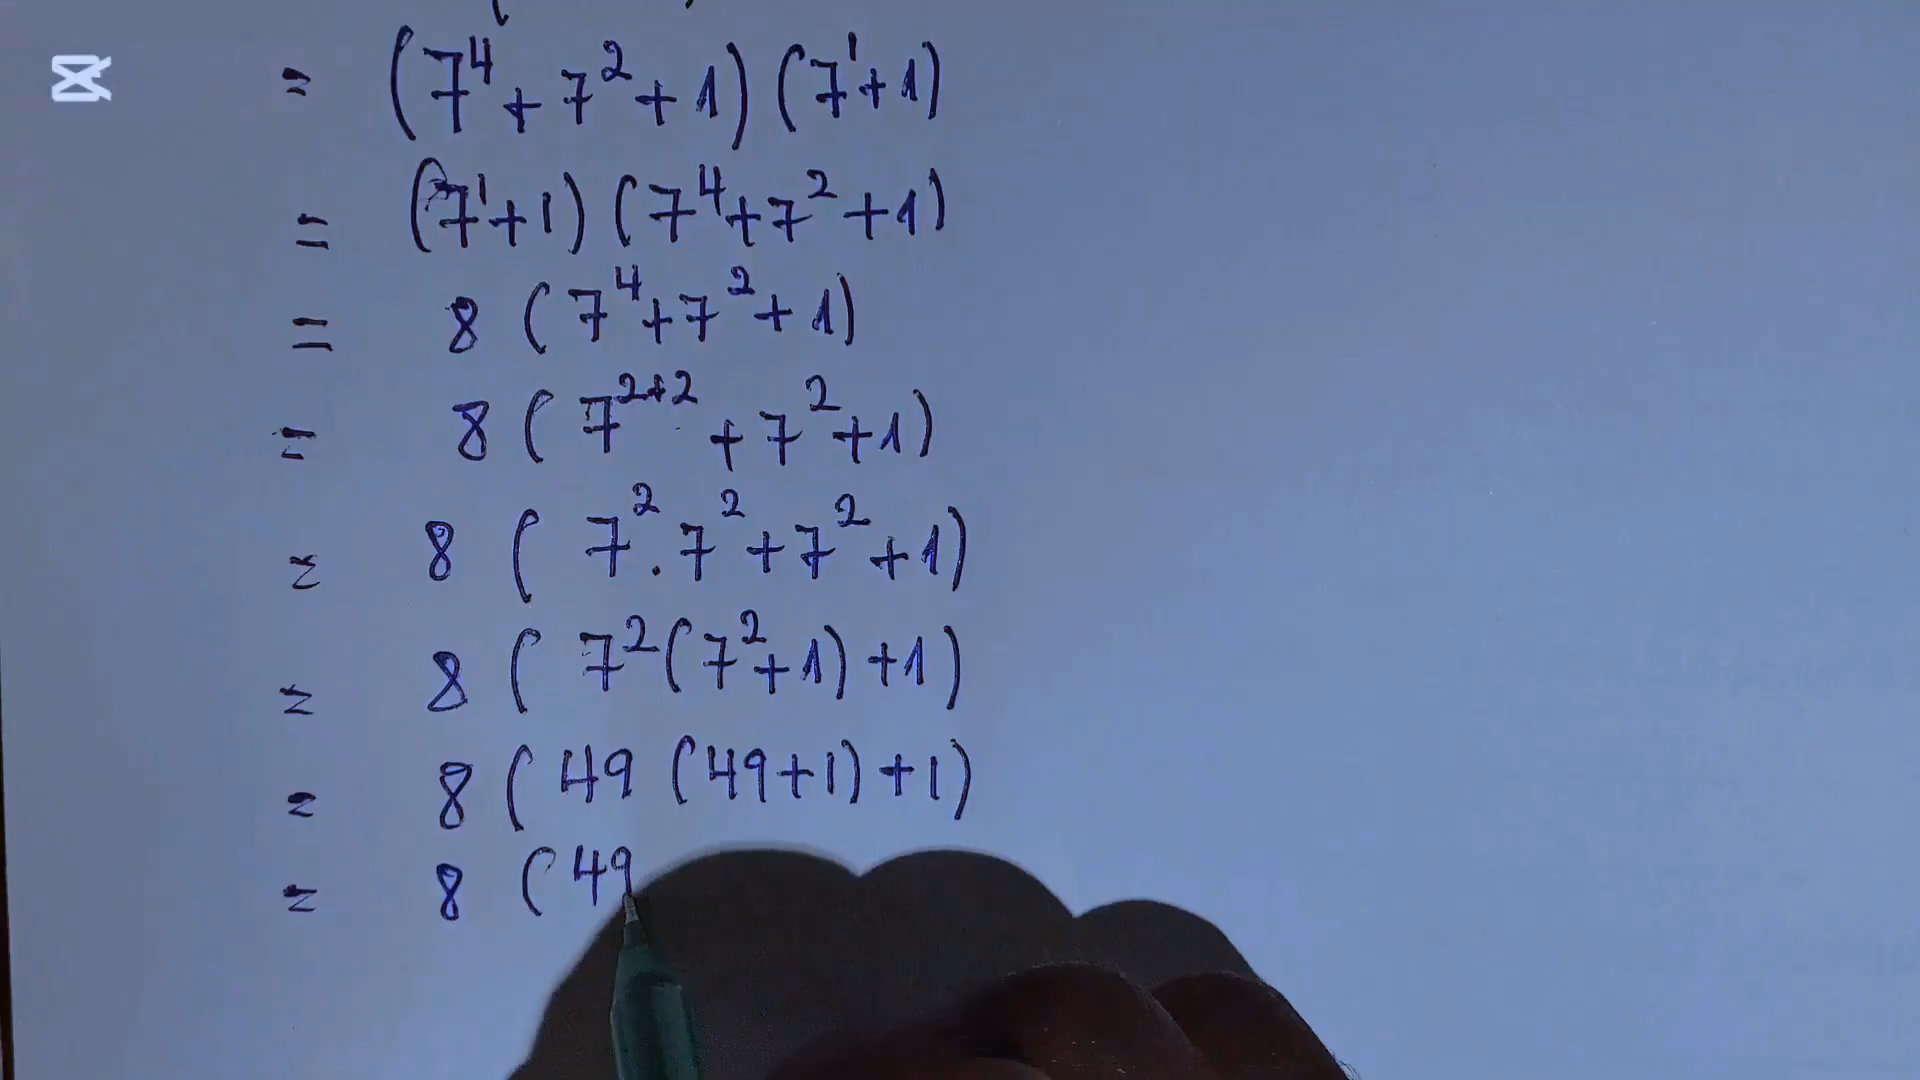 = (7⁴ + 7² + 1) (7¹ + 1)
= (7¹ + 1) (7⁴ + 7² + 1)
= 8 (7⁴ + 7² + 1)
= 8 (7²⁺² + 7² + 1)
= 8 (7² . 7² + 7² + 1)
= 8 (7² (7² + 1) + 1)
= 8 (49 (49 + 1) + 1)
= 8 (49